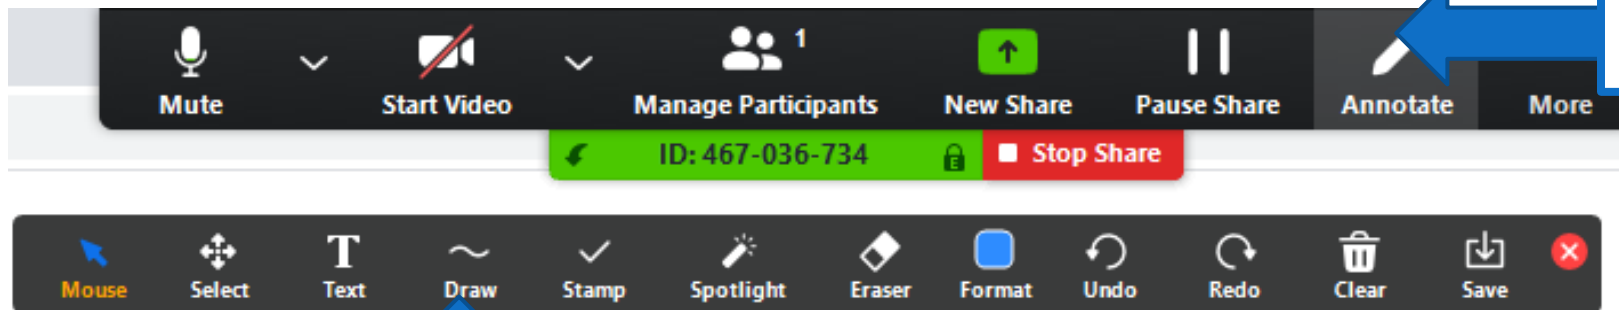 1
Mute Start Video Manage Participants New Share Pause Share Annotate More
ID: 467-036-734 E Stop Share
T
Mouse Select Text Draw Stamp Spotlight Eraser Format Undo Redo Clear Save